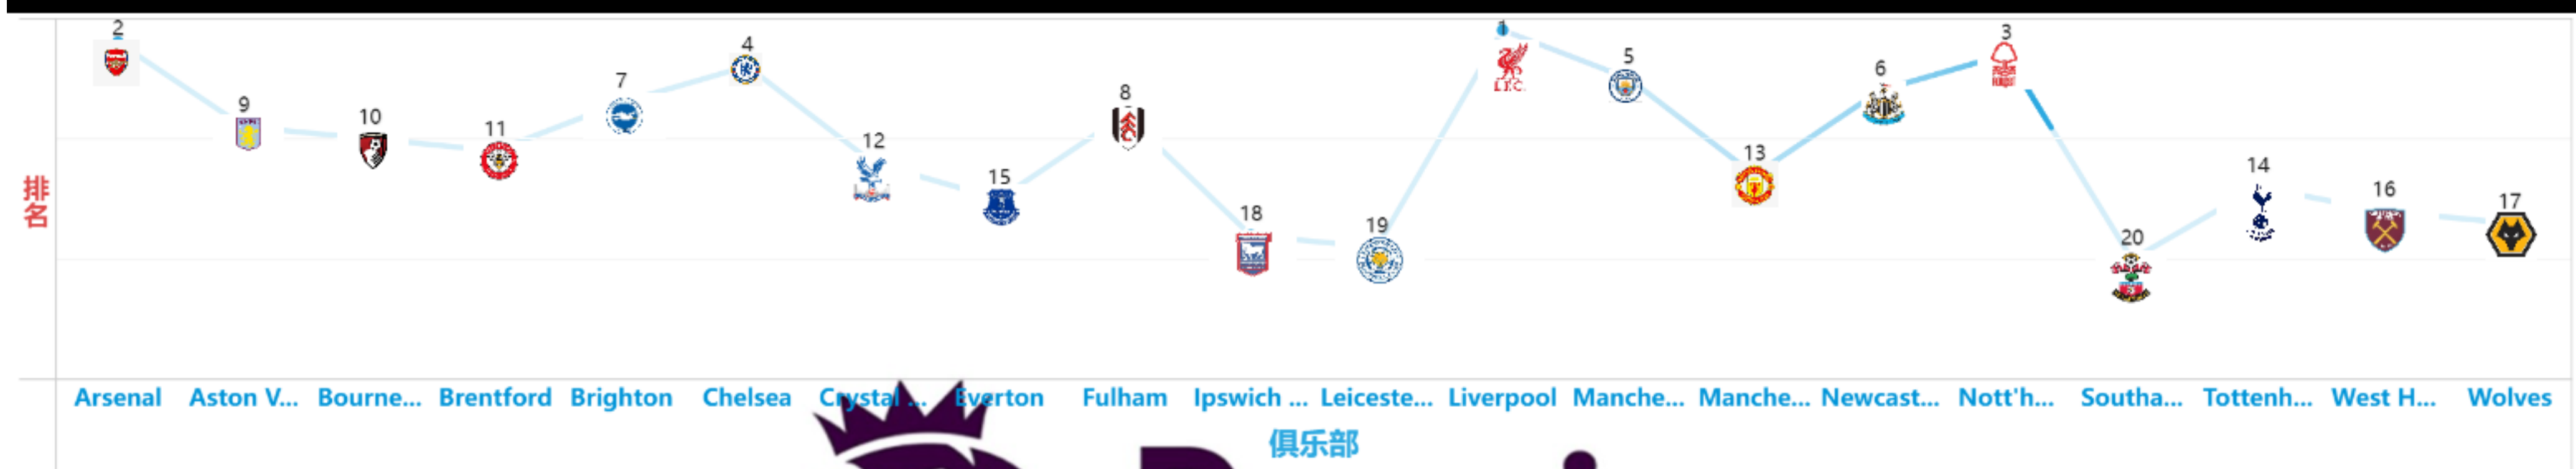 2 9 10 11 7 4 12 15 8 18 19 1 5 13 6 3 20 14 16 17
排名
L.F.C.
Arsenal Aston V... Bourne... Brentford Brighton Chelsea Crystal ... Everton Fulham Ipswich ... Leiceste... Liverpool Manche... Manche... Newcast... Nott'h... Southa... Tottenh... West H... Wolves
俱乐部